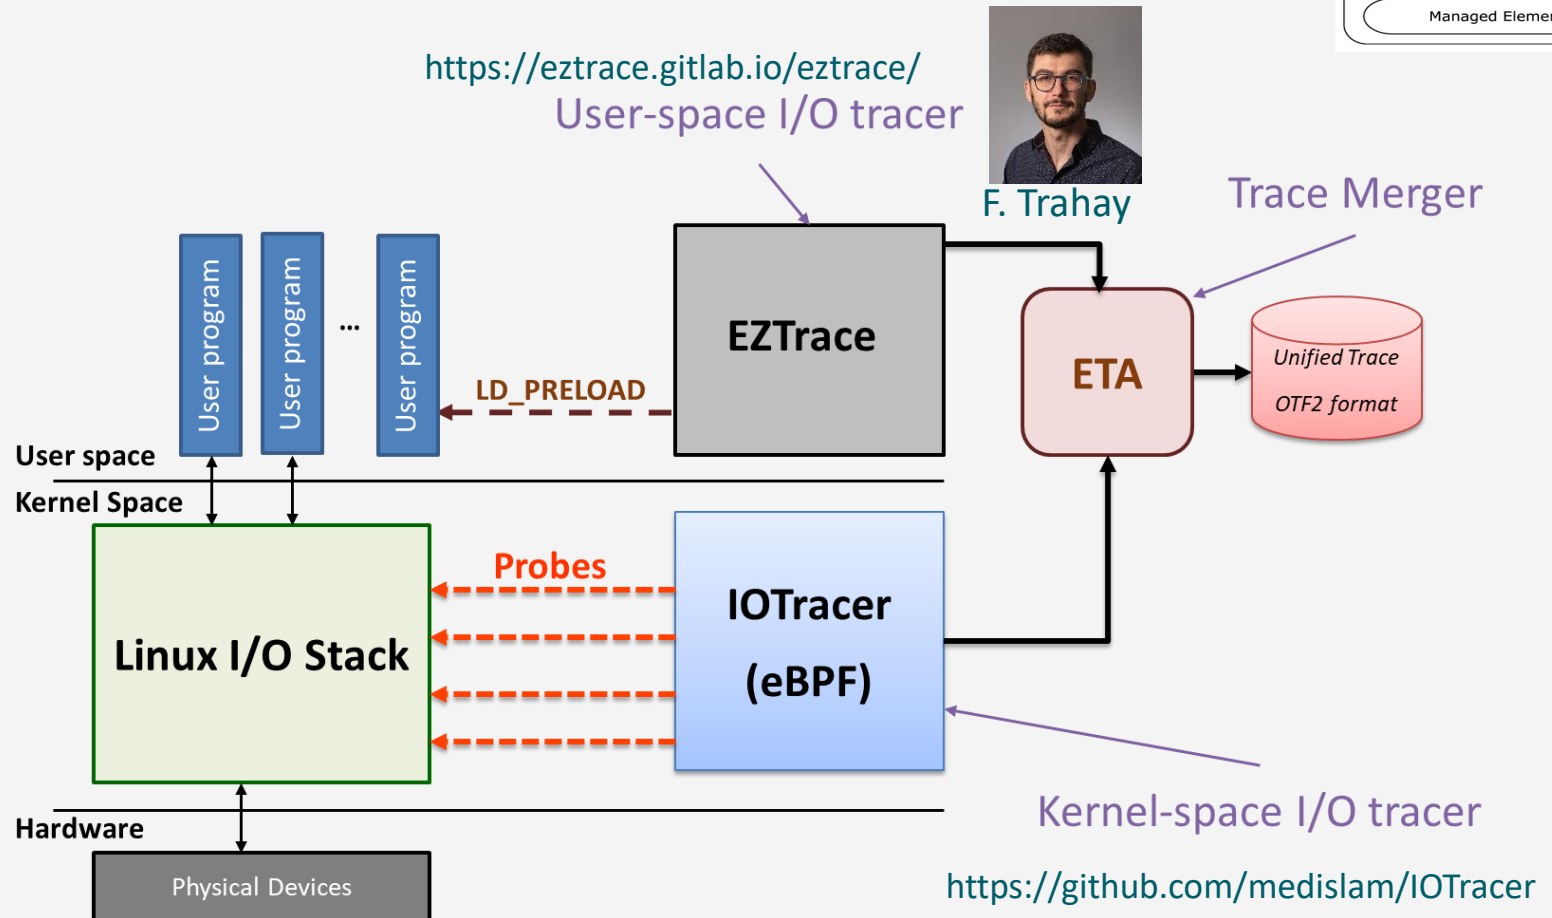 Managed
https://eztrace.gitlab.io/eztrace/
User-space I/O tracer
F. Trahay
Trace Merger
User program
User program
...
User program
LD_PRELOAD
EZTrace
ETA
Unified Trace
OTF2 format
User space
Kernel Space
Linux I/O Stack
Probes
IOTracer
(eBPF)
Hardware
Kernel-space I/O tracer
Physical Devices
https://github.com/medislam/IOTracer